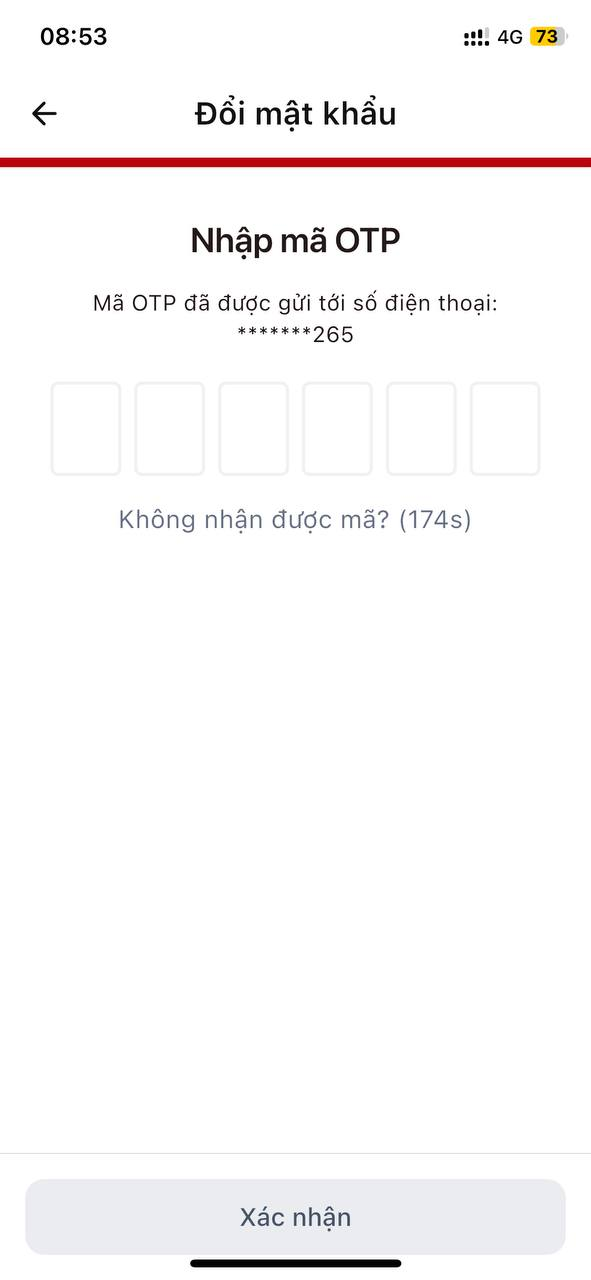 08:53
4G 73
Đổi mật khẩu
Nhập mã OTP
Mã OTP đã được gửi tới số điện thoại:
*******265
Không nhận được mã? (174s)
Xác nhận